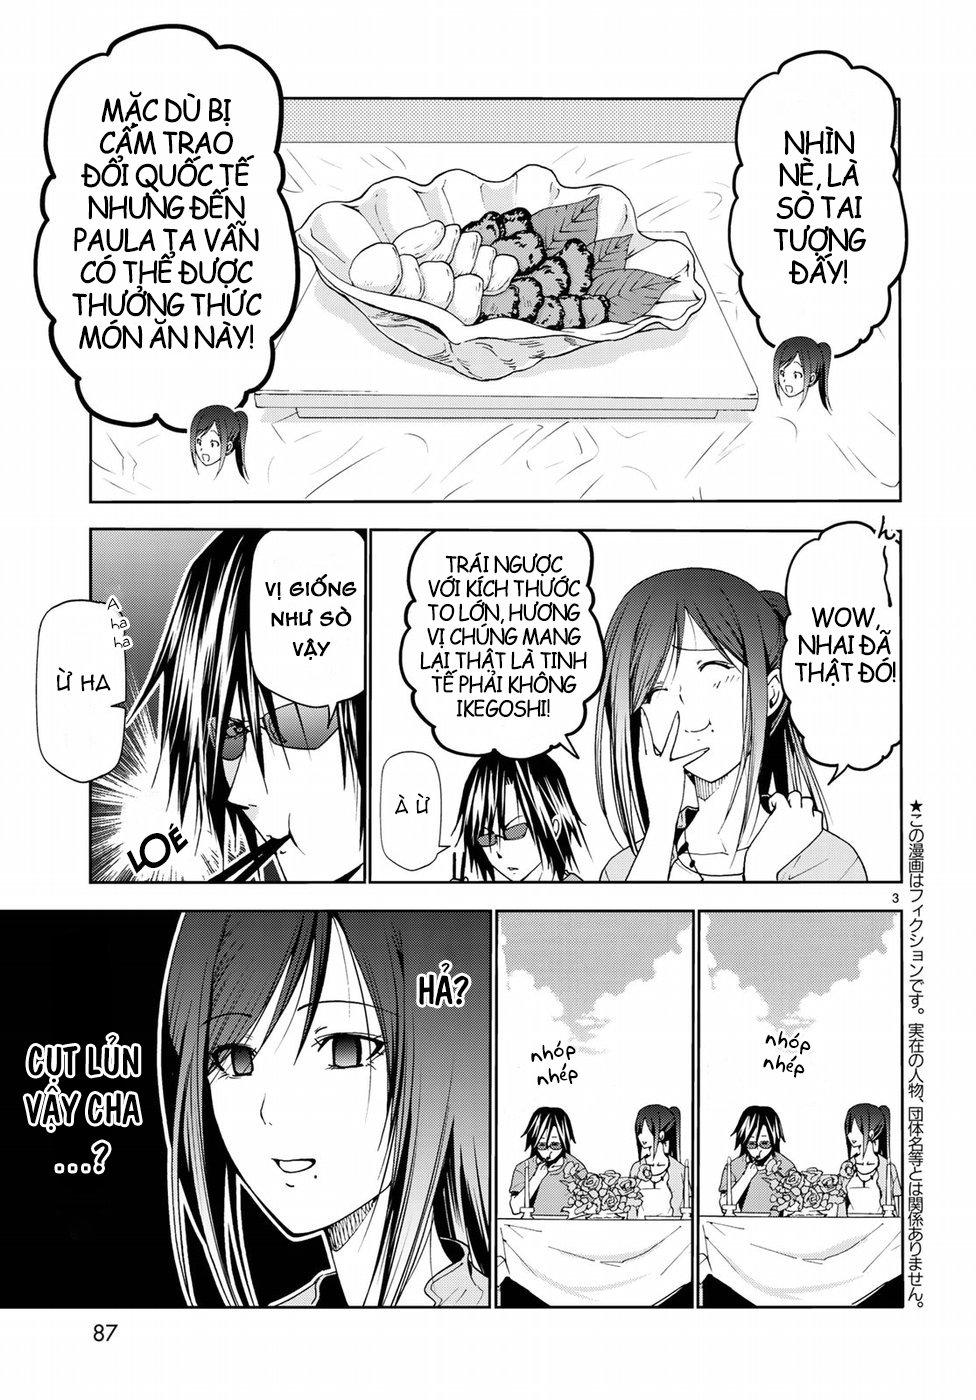 NHÌN
NÈ, LÀ
SÒ TAI
TƯỢNG
ĐẤY!
MẶC DÙ BỊ
CẤM TRAO
ĐỔI QUỐC TẾ
NHƯNG ĐẾN
PAULA TA VẪN
CÓ THỂ ĐƯỢC
THƯỞNG THỨC
MÓN ĂN NÀY!
ん
WOW,
NHAI ĐÃ
THẬT ĐÓ!
TRÁI NGƯỢC
VỚI KÍCH THƯỚC
TO LỚN, HƯƠNG
VỊ CHÚNG MANG
LẠI THẬT LÀ TINH
TẾ PHẢI KHÔNG
IKEGOSHI!
À Ừ
VỊ GIỐNG
NHƯ SÒ
VẬY
A
ha
ha
Ừ HA
LOÉ
3
★この漫画はフィクションです。実在の人物、団体名等とは関係ありません。
nhóp
nhép
nhóp
nhép
HẢ?
CỤT LỦN
VẬY CHA
....?
87